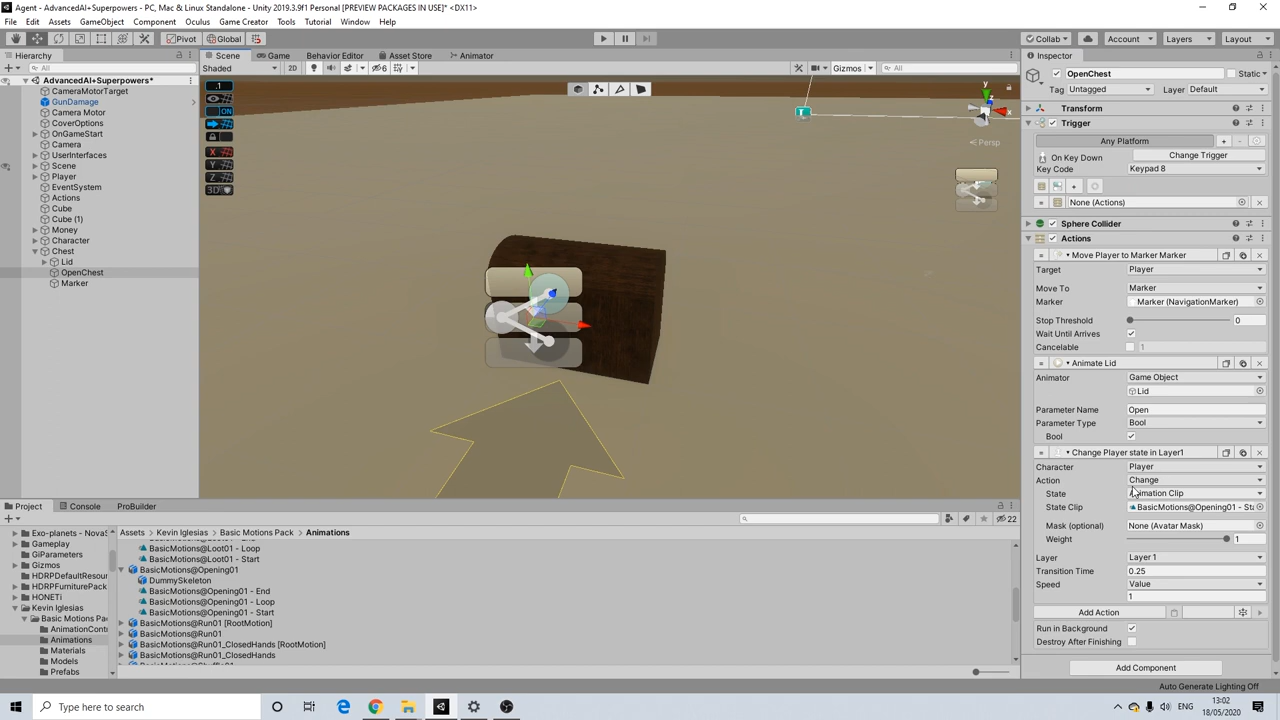 Agent - AdvancedAI+Superpowers - PC, Mac & Linux Standalone - Unity 2019.3.9f1 Personal [PREVIEW PACKAGES IN USE]* <DX11>
File Edit Assets GameObject Component Oculus Game Creator Tools Tutorial Window Help
Pivot Global Collab Account Layers Layout
Hierarchy
All
AdvancedAI+Superpowers*
CameraMotorTarget
GunDamage
Camera Motor
CoverOptions
OnGameStart
Camera
UserInterfaces
Scene
Player
EventSystem
Actions
Cube
Cube (1)
Money
Character
Chest
Lid
OpenChest
Marker
Scene Game Behavior Editor Asset Store Animator
Shaded 2D 6 Gizmos All
.1
ON
X
Y
Z
3D
y
x
z
Persp
T
Inspector
OpenChest Static
Tag Untagged Layer Default
Transform
Trigger
Any Platform
On Key Down Change Trigger
Key Code Keypad 8
None (Actions)
Sphere Collider
Actions
Move Player to Marker Marker
Target Player
Move To Marker
Marker Marker (NavigationMarker)
Stop Threshold 0
Wait Until Arrives
Cancelable 1
Animate Lid
Animator Game Object
Lid
Parameter Name Open
Parameter Type Bool
Bool
Change Player state in Layer1
Character Player
Action Change
State Animation Clip
State Clip BasicMotions@Opening01 - Sta
Mask (optional) None (Avatar Mask)
Weight 1
Layer Layer 1
Transition Time 0.25
Speed Value
1
Add Action
Run in Background
Destroy After Finishing
Add Component
Auto Generate Lighting Off
Project Console ProBuilder
22
Exo-planets - NovaS
Gameplay
GiParameters
Gizmos
HDRPDefaultResour
HDRPFurniturePack
HONETi
Kevin Iglesias
Basic Motions Pa
AnimationCont
Animations
Materials
Models
Prefabs
Assets Kevin Iglesias Basic Motions Pack Animations
BasicMotions@Loot01 - Loop
BasicMotions@Loot01 - Start
BasicMotions@Opening01
DummySkeleton
BasicMotions@Opening01 - End
BasicMotions@Opening01 - Loop
BasicMotions@Opening01 - Start
BasicMotions@Run01 [RootMotion]
BasicMotions@Run01
BasicMotions@Run01_ClosedHands [RootMotion]
BasicMotions@Run01_ClosedHands
Type here to search
ENG
13:02
18/05/2020